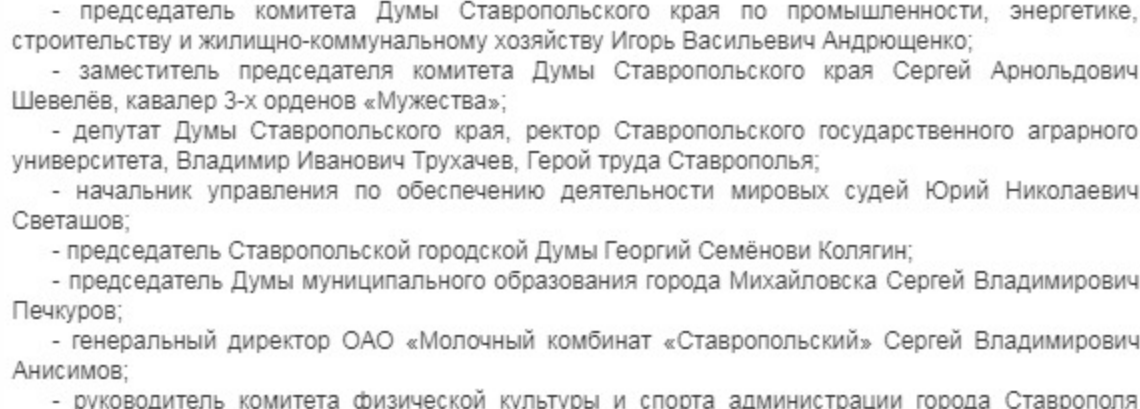 - председатель комитета Думы Ставропольского края по промышленности, энергетике,
строительству и жилищно-коммунальному хозяйству Игорь Васильевич Андрющенко;
- заместитель председателя комитета Думы Ставропольского края Сергей Арнольдович
Шевелёв, кавалер 3-х орденов «Мужества»;
- депутат Думы Ставропольского края, ректор Ставропольского государственного аграрного
университета, Владимир Иванович Трухачев, Герой труда Ставрополья;
- начальник управления по обеспечению деятельности мировых судей Юрий Николаевич
Светашов;
- председатель Ставропольской городской Думы Георгий Семёнови Колягин;
- председатель Думы муниципального образования города Михайловска Сергей Владимирович
Печкуров;
- генеральный директор ОАО «Молочный комбинат «Ставропольский» Сергей Владимирович
Анисимов;
- руководитель комитета физической культуры и спорта администрации города Ставрополя